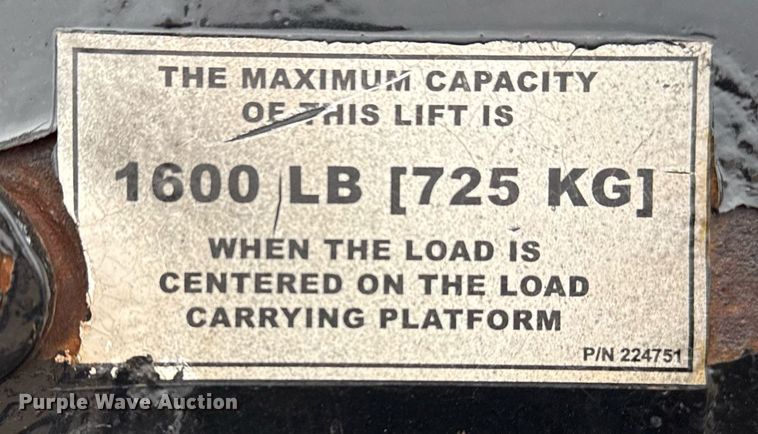 THE MAXIMUM CAPACITY
OF THIS LIFT IS
1600 LB [725 KG]
WHEN THE LOAD IS
CENTERED ON THE LOAD
CARRYING PLATFORM
P/N 224751
Purple Wave Auction